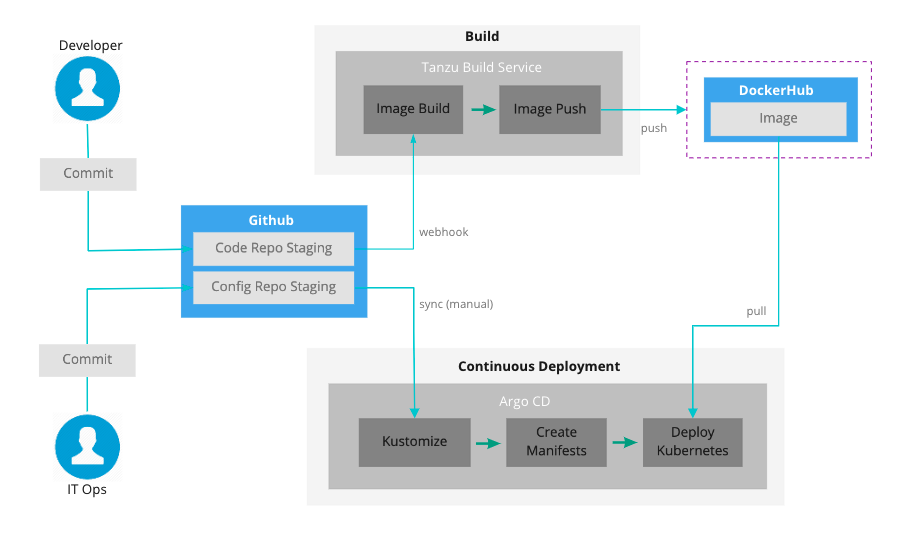 Developer
Commit
Build
Tanzu Build Service
Image Build
Image Push
push
DockerHub
Image
Github
Code Repo Staging
Config Repo Staging
webhook
sync (manual)
pull
Commit
IT Ops
Continuous Deployment
Argo CD
Kustomize
Create
Manifests
Deploy
Kubernetes